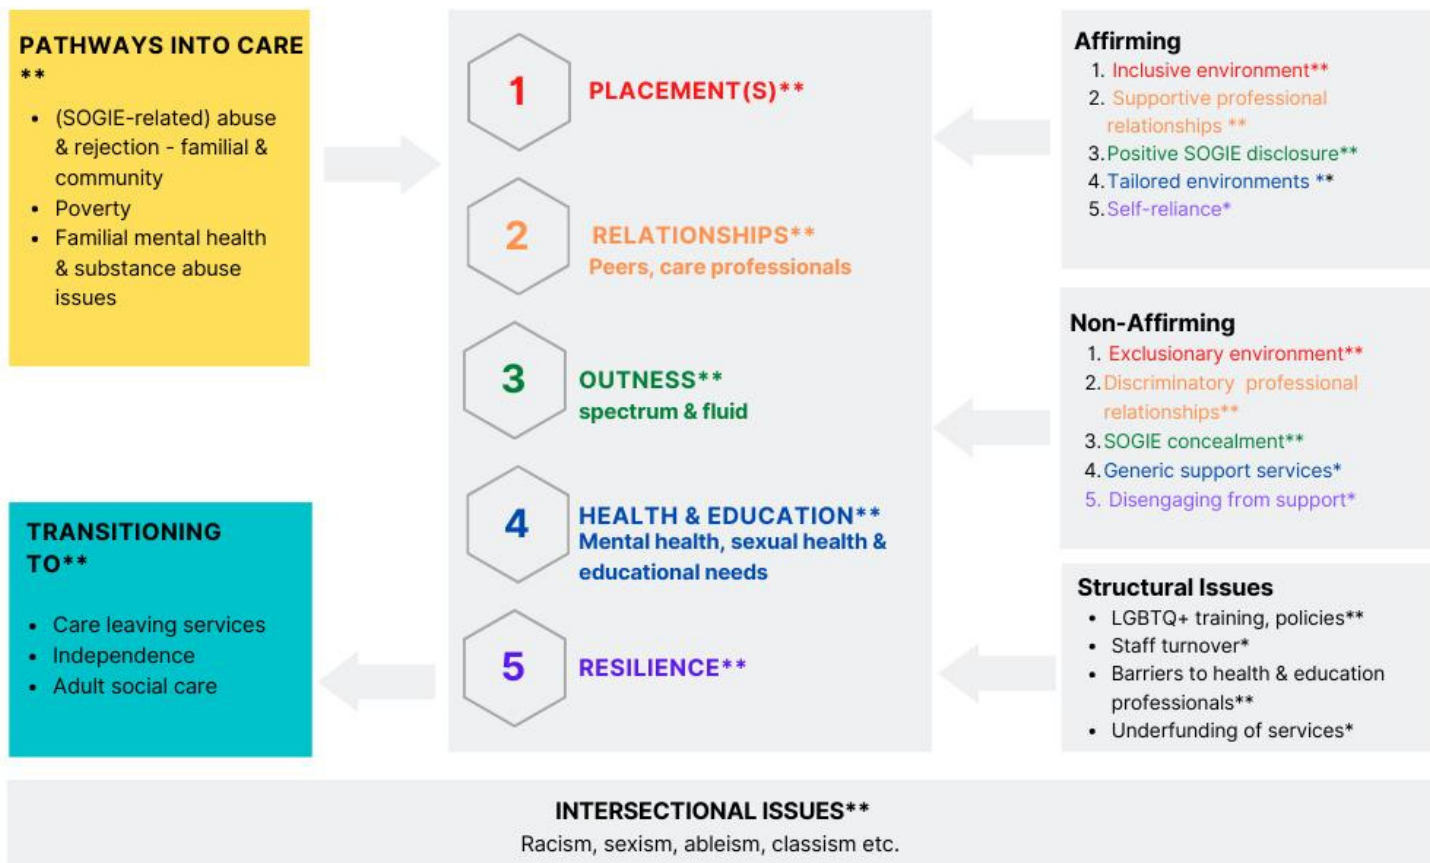 PATHWAYS INTO CARE
**
• (SOGIE-related) abuse
& rejection - familial &
community
• Poverty
• Familial mental health
& substance abuse
issues
TRANSITIONING
TO**
• Care leaving services
• Independence
• Adult social care
1
PLACEMENT(S)**
2
RELATIONSHIPS**
Peers, care professionals
3
OUTNESS**
spectrum & fluid
4
HEALTH & EDUCATION**
Mental health, sexual health &
educational needs
5
RESILIENCE**
Affirming
1. Inclusive environment**
2. Supportive professional
relationships **
3. Positive SOGIE disclosure**
4. Tailored environments **
5. Self-reliance*
Non-Affirming
1. Exclusionary environment**
2. Discriminatory professional
relationships**
3. SOGIE concealment**
4. Generic support services*
5. Disengaging from support*
Structural Issues
• LGBTQ+ training, policies**
• Staff turnover*
• Barriers to health & education
professionals**
• Underfunding of services*
INTERSECTIONAL ISSUES**
Racism, sexism, ableism, classism etc.